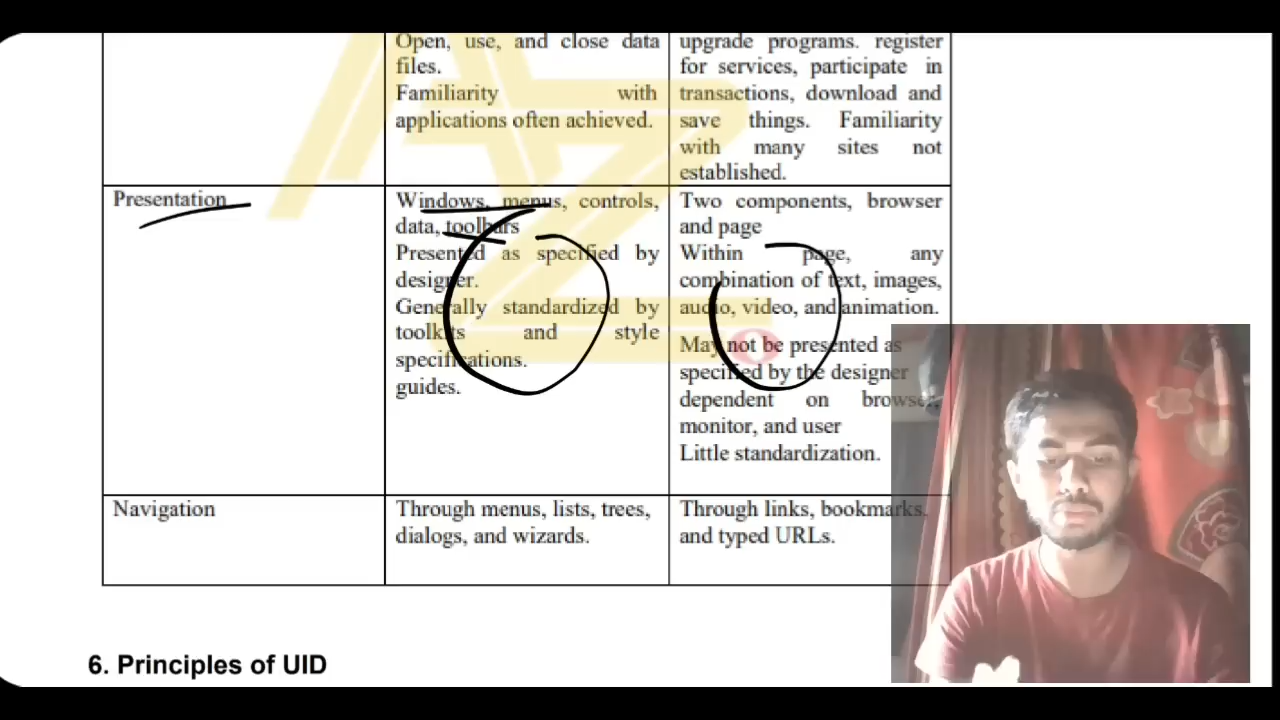 Open, use, and close data
files.
Familiarity with
applications often achieved.
upgrade programs. register
for services, participate in
transactions, download and
save things. Familiarity
with many sites not
established.
Presentation
Windows, menus, controls,
data, toolbars
Presented as specified by
designer.
Generally standardized by
toolkits and style
specifications.
guides.
Two components, browser
and page
Within page, any
combination of text, images,
audio, video, and animation.
May not be presented as
specified by the designer
dependent on browser,
monitor, and user
Little standardization.
Navigation
Through menus, lists, trees,
dialogs, and wizards.
Through links, bookmarks,
and typed URLs.
6. Principles of UID